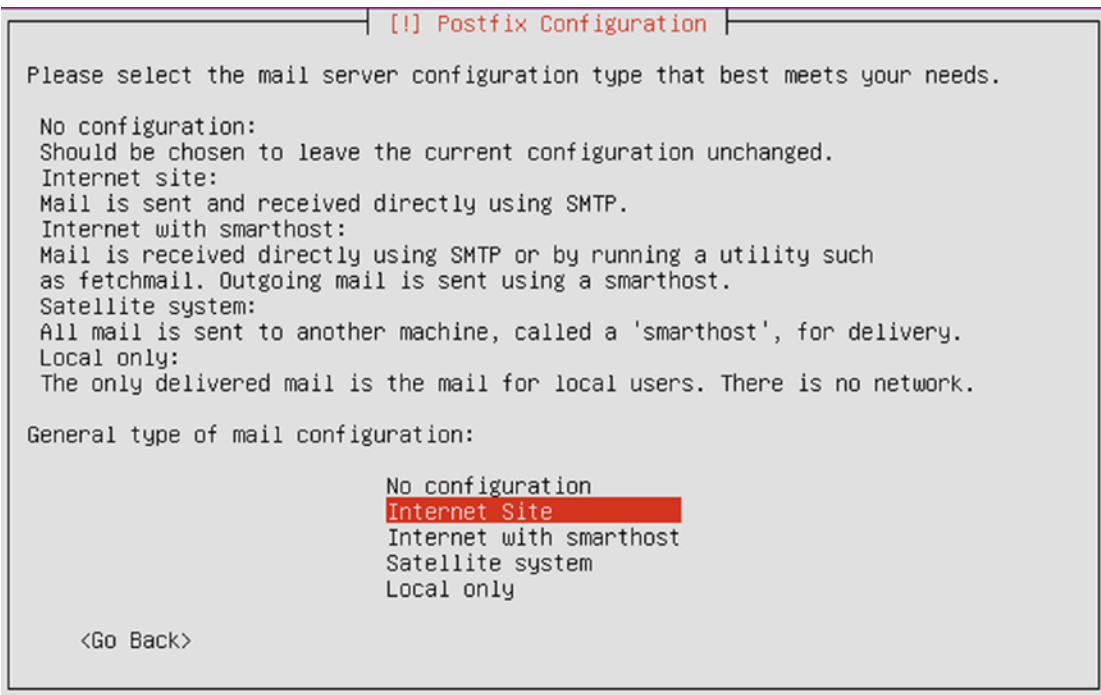 [!] Postfix Configuration
Please select the mail server configuration type that best meets your needs.
No configuration:
Should be chosen to leave the current configuration unchanged.
Internet site:
Mail is sent and received directly using SMTP.
Internet with smarthost:
Mail is received directly using SMTP or by running a utility such
as fetchmail. Outgoing mail is sent using a smarthost.
Satellite system:
All mail is sent to another machine, called a 'smarthost', for delivery.
Local only:
The only delivered mail is the mail for local users. There is no network.
General type of mail configuration:
No configuration
Internet Site
Internet with smarthost
Satellite system
Local only
<Go Back>